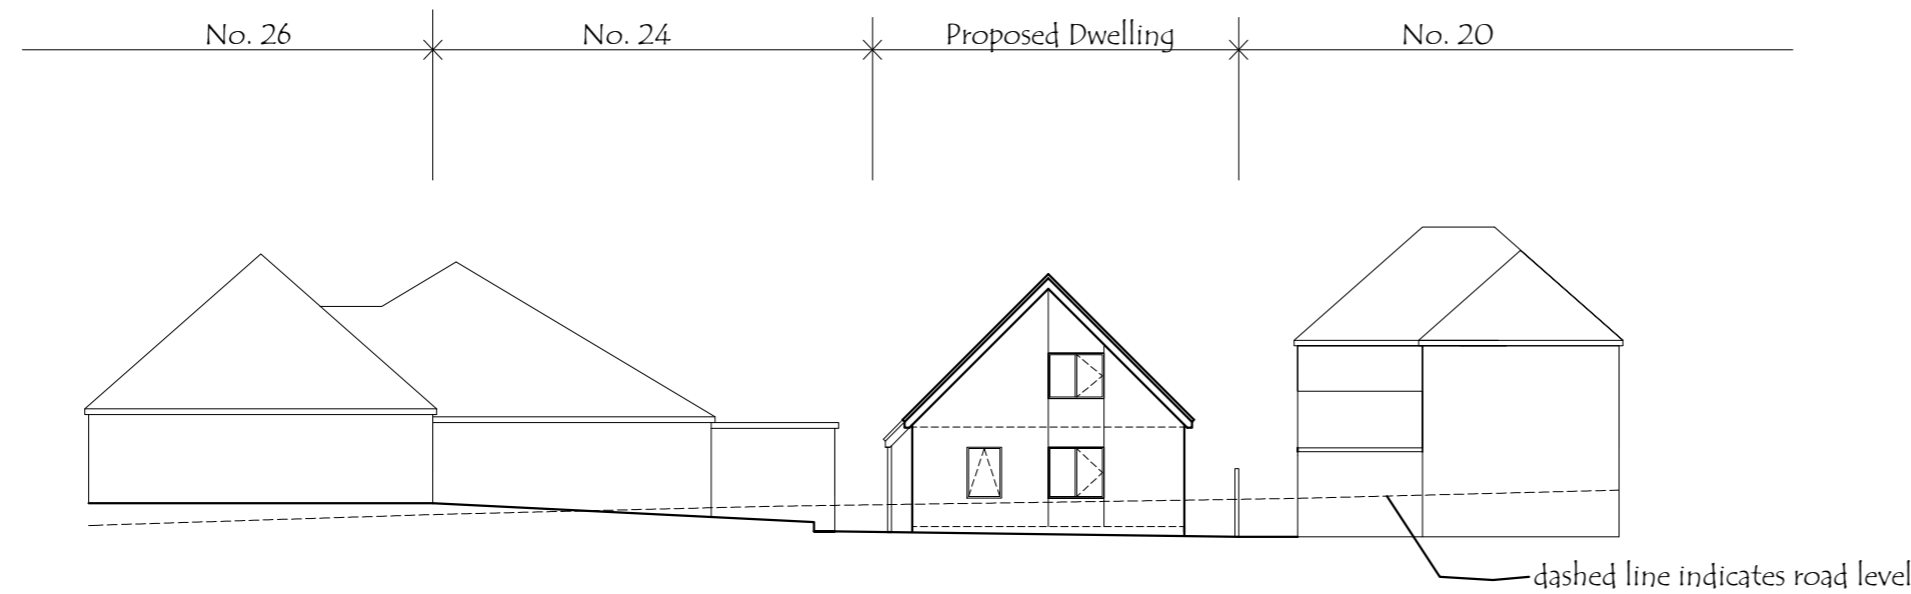 No. 26
No. 24
Proposed Dwelling
No. 20
dashed line indicates road level